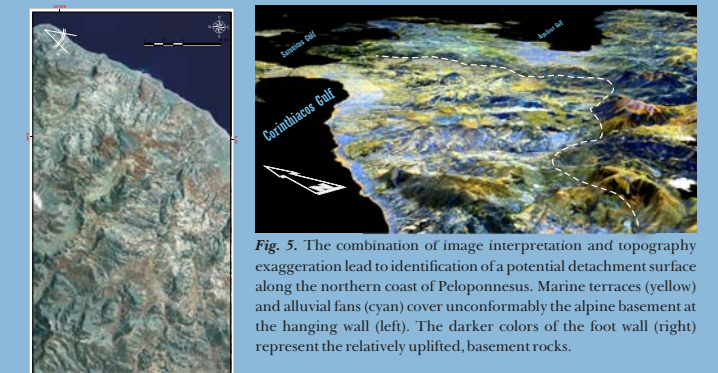 Saronikos Gulf
Corinthiacos Gulf
Fig. 5. The combination of image interpretation and topography
exaggeration lead to identification of a potential detachment surface
along the northern coast of Peloponnesus. Marine terraces (yellow)
and alluvial fans (cyan) cover unconformably the alpine basement at
the hanging wall (left). The darker colors of the foot wall (right)
represent the relatively uplifted, basement rocks.